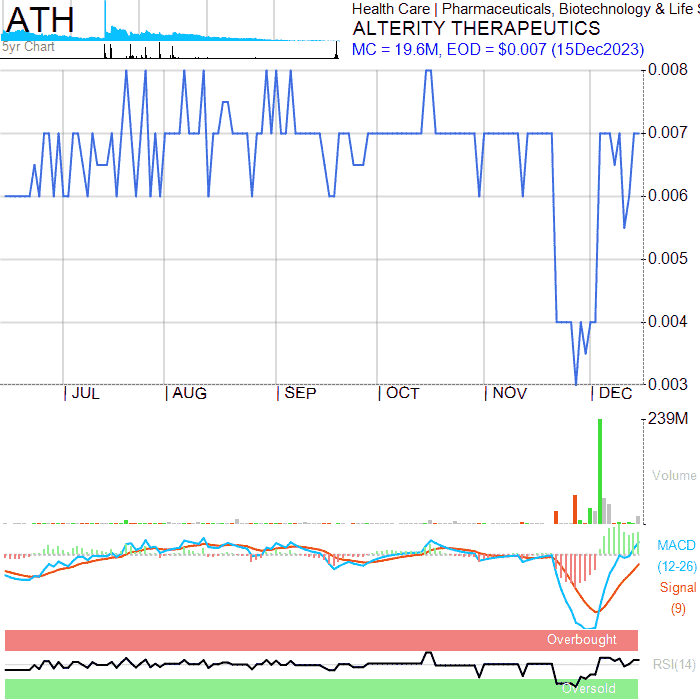 ATH
5yr Chart
Health Care | Pharmaceuticals, Biotechnology & Life S
ALTERITY THERAPEUTICS
MC = 19.6M, EOD = $0.007 (15Dec2023)
0.008
0.007
0.006
0.005
0.004
0.003
JUL AUG SEP OCT NOV DEC
239M
Volume
MACD
(12-26)
Signal
(9)
Overbought
RSI(14)
Oversold